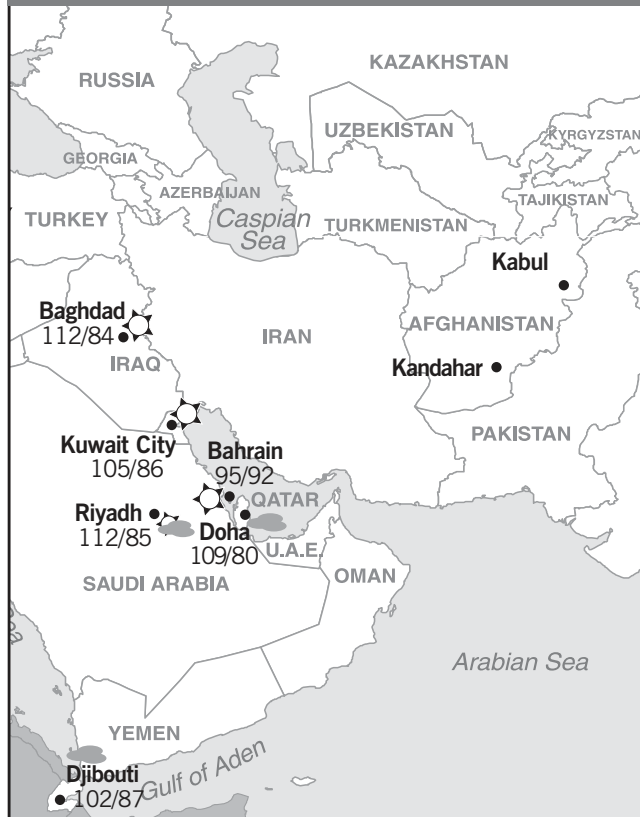 KAZAKHSTAN
RUSSIA
UZBEKISTAN
KYRGYZSTAN
GEORGIA
AZERBAIJAN
TAJIKISTAN
TURKEY
Caspian
Sea
TURKMENISTAN
Kabul
Baghdad
112/84
IRAN
AFGHANISTAN
IRAQ
Kandahar
PAKISTAN
Kuwait City
105/86
Bahrain
95/92
QATAR
Riyadh
112/85
Doha
109/80
U.A.E.
SAUDI ARABIA
OMAN
Arabian Sea
YEMEN
Gulf of Aden
Djibouti
102/87